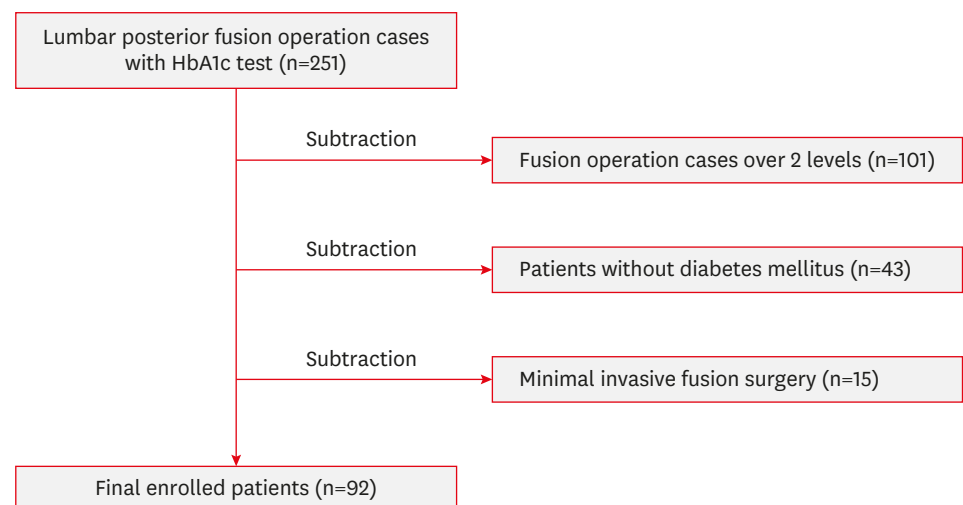 Lumbar posterior fusion operation cases
with HbA1c test (n=251)
Subtraction
Fusion operation cases over 2 levels (n=101)
Subtraction
Patients without diabetes mellitus (n=43)
Subtraction
Minimal invasive fusion surgery (n=15)
Final enrolled patients (n=92)